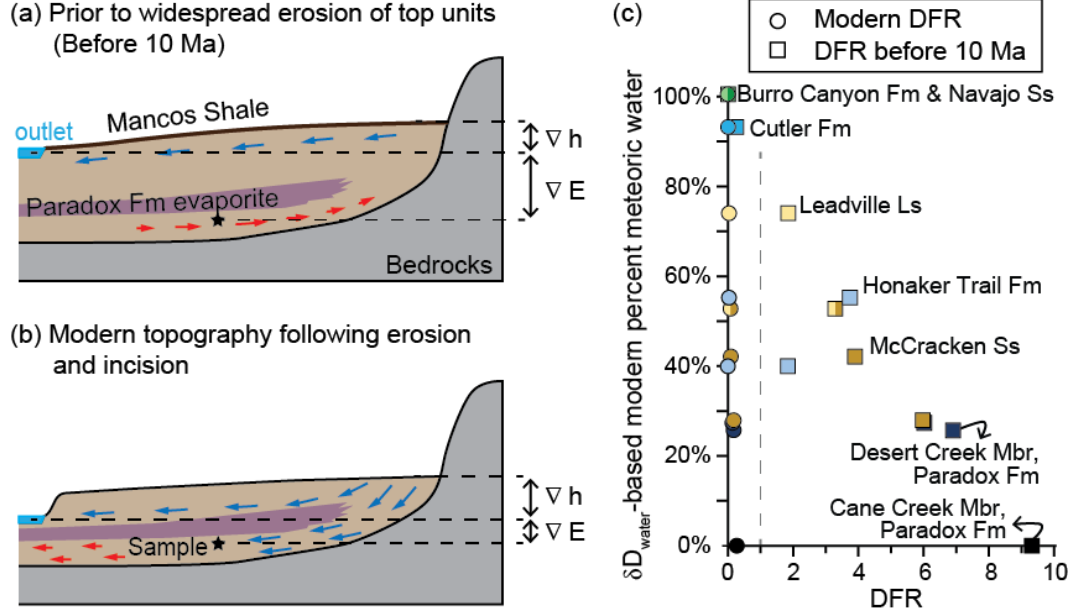 (a) Prior to widespread erosion of top units
(Before 10 Ma)
outlet
Mancos Shale
∇ h
∇ E
Paradox Fm evaporite
Bedrocks
(b) Modern topography following erosion
and incision
∇ h
∇ E
Sample
(c)
Modern DFR
DFR before 10 Ma
δD_water-based modern percent meteoric water
100%
80%
60%
40%
20%
0%
Burro Canyon Fm & Navajo Ss
Cutler Fm
Leadville Ls
Honaker Trail Fm
McCracken Ss
Desert Creek Mbr,
Paradox Fm
Cane Creek Mbr,
Paradox Fm
0 2 4 6 8 10
DFR